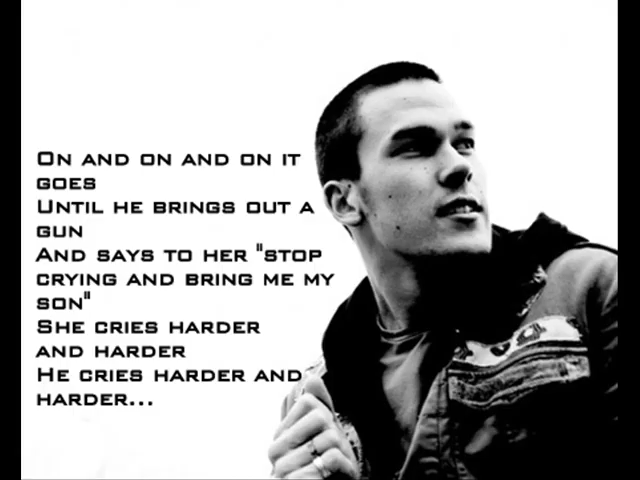 On and on and on it
goes
Until he brings out a
gun
And says to her "stop
crying and bring me my
son"
She cries harder
and harder
He cries harder and
harder...